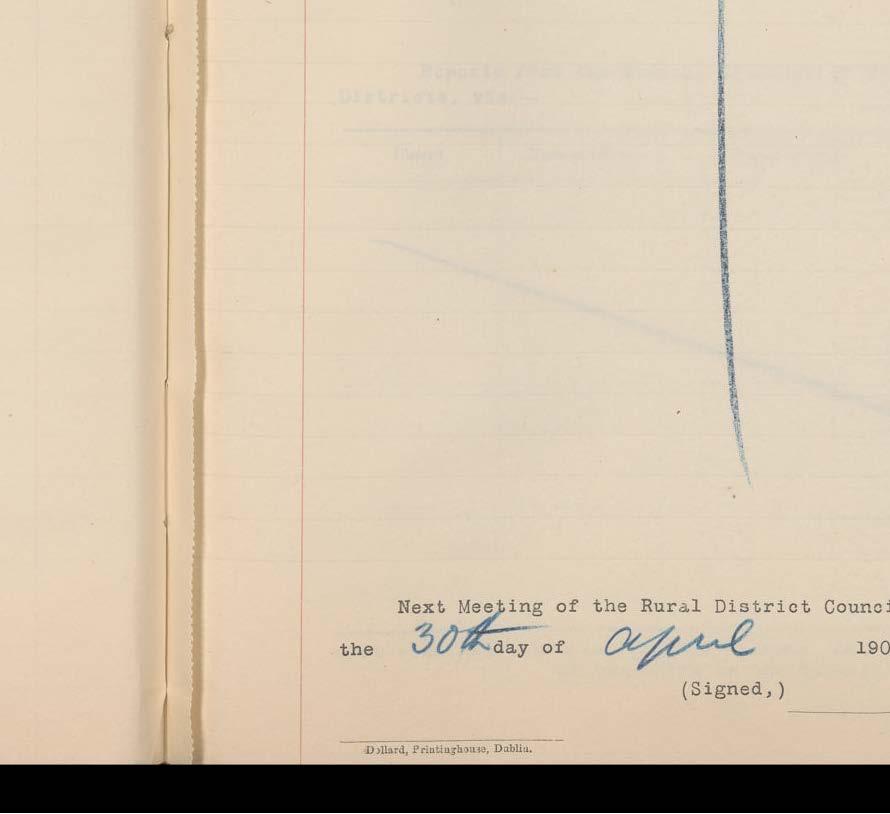 Next Meeting of the Rural District Counci
the 30th day of April 190
(Signed,)
Dollard, Printinghouse, Dublin.